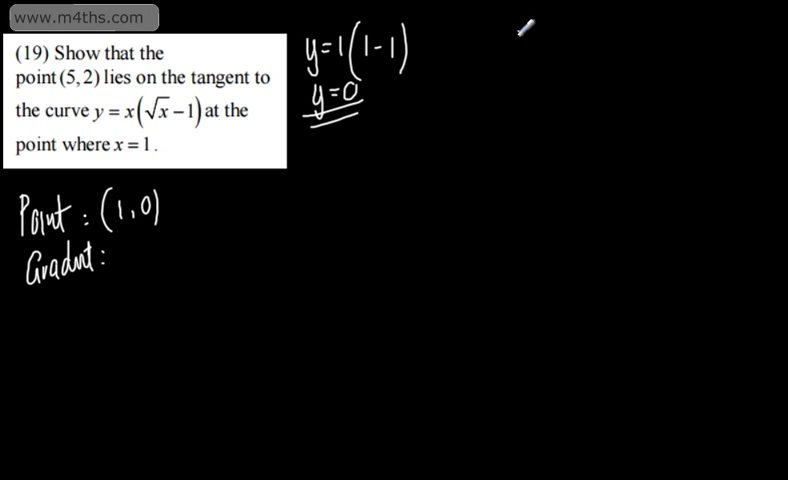 www.m4ths.com
(19) Show that the
point (5, 2) lies on the tangent to
the curve y = x(√x − 1) at the
point where x = 1.
y = 1(1 - 1)
y = 0
Point : (1, 0)
Gradnt :